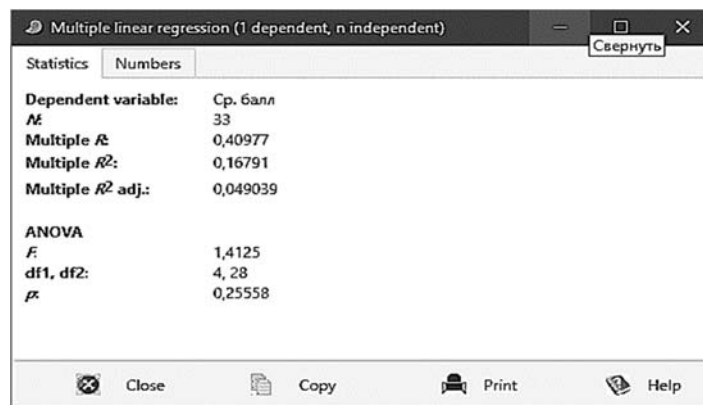 Multiple linear regression (1 dependent, n independent)
Свернуть
Statistics Numbers
Dependent variable: Ср. балл
N: 33
Multiple R: 0,40977
Multiple R2: 0,16791
Multiple R2 adj.: 0,049039
ANOVA
F: 1,4125
df1, df2: 4, 28
p: 0,25558
Close Copy Print Help